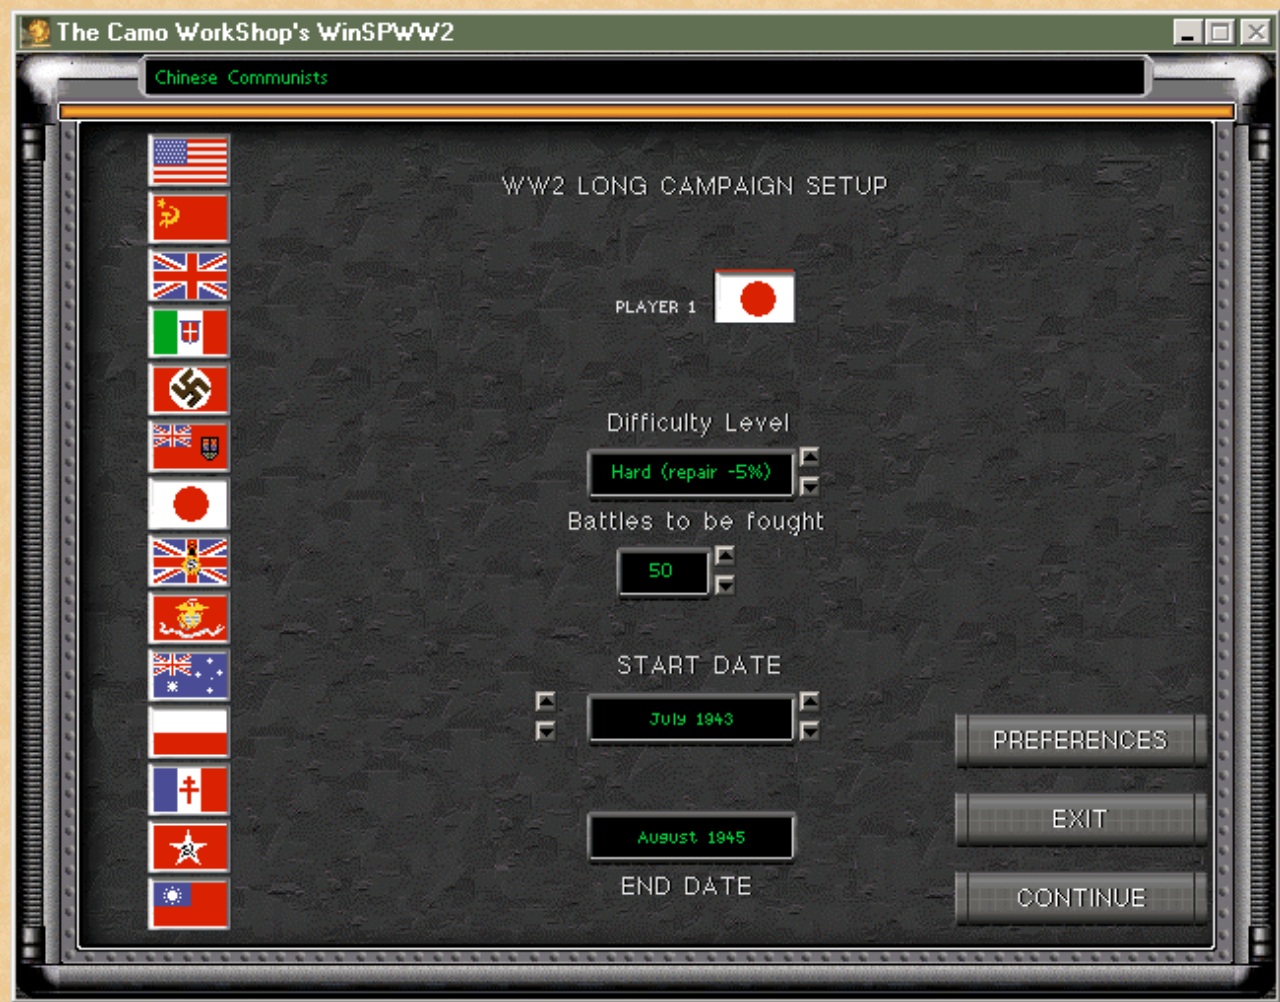 The Camo WorkShop's WinSPWW2
Chinese Communists
WW2 LONG CAMPAIGN SETUP
PLAYER 1
Difficulty Level
Hard (repair -5%)
Battles to be fought
50
START DATE
July 1943
PREFERENCES
EXIT
August 1945
END DATE
CONTINUE